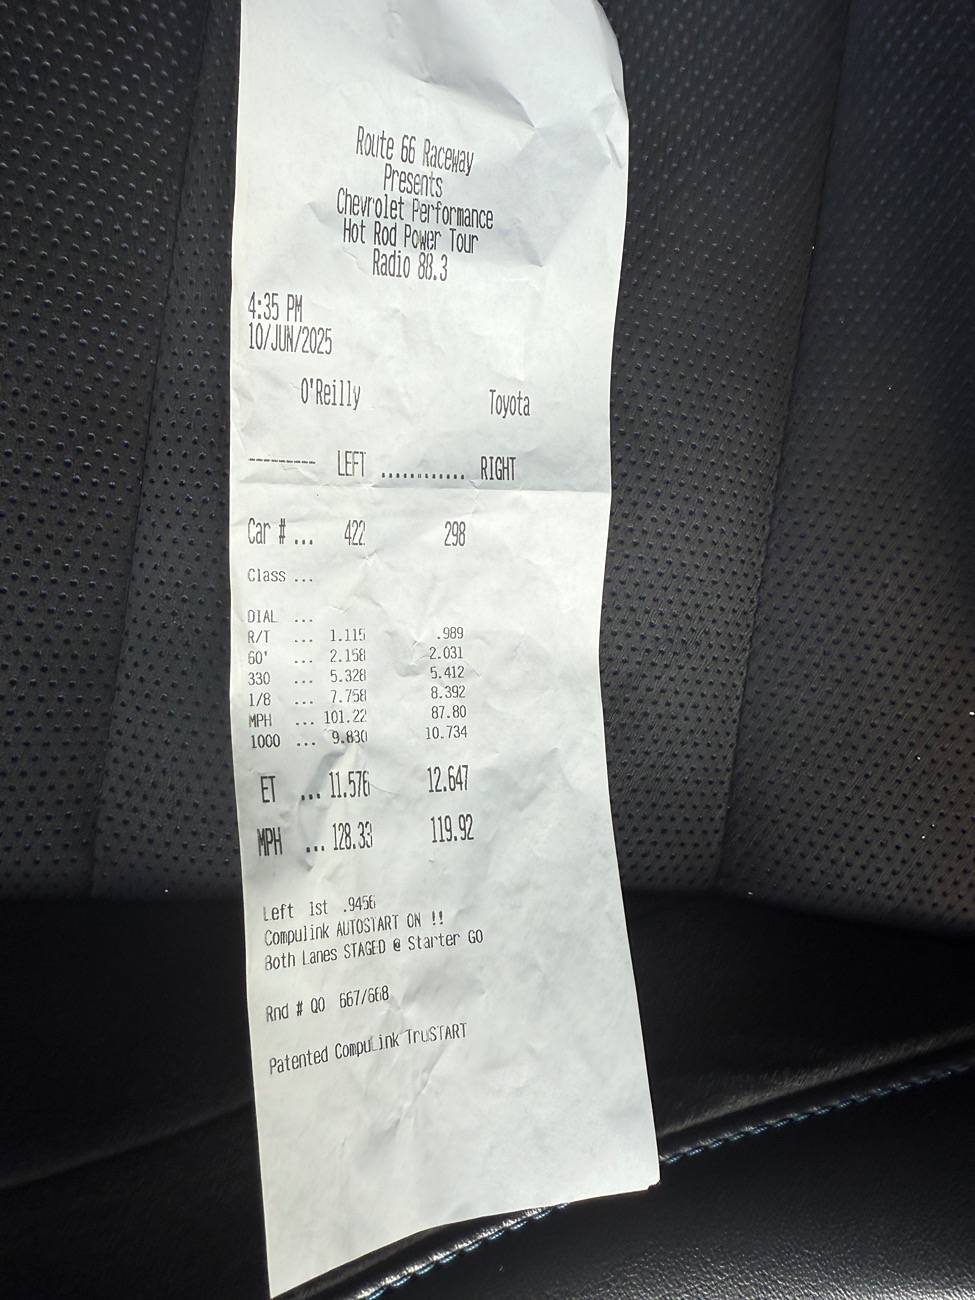 Route 66 Raceway
Presents
Chevrolet Performance
Hot Rod Power Tour
Radio 88.3
4:35 PM
10/JUN/2025
O'Reilly Toyota
--------- LEFT ............ RIGHT
Car # ... 422 298
Class ...
DIAL ...
R/T ... 1.115 .989
60' ... 2.158 2.031
330 ... 5.328 5.412
1/8 ... 7.758 8.392
MPH ... 101.22 87.80
1000 ... 9.830 10.734
ET ... 11.576 12.647
MPH ... 128.33 119.92
Left 1st .9456
Compulink AUTOSTART ON !!
Both Lanes STAGED @ Starter GO
Rnd # Q0 667/668
Patented CompuLink TruSTART